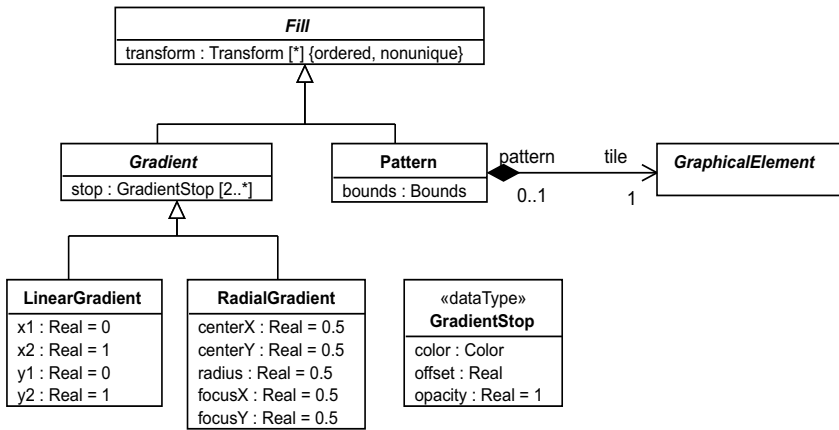 Fill
transform : Transform [*] {ordered, nonunique}
Gradient
stop : GradientStop [2..*]
Pattern
bounds : Bounds
pattern
tile
0..1
1
GraphicalElement
LinearGradient
x1 : Real = 0
x2 : Real = 1
y1 : Real = 0
y2 : Real = 1
RadialGradient
centerX : Real = 0.5
centerY : Real = 0.5
radius : Real = 0.5
focusX : Real = 0.5
focusY : Real = 0.5
«dataType»
GradientStop
color : Color
offset : Real
opacity : Real = 1